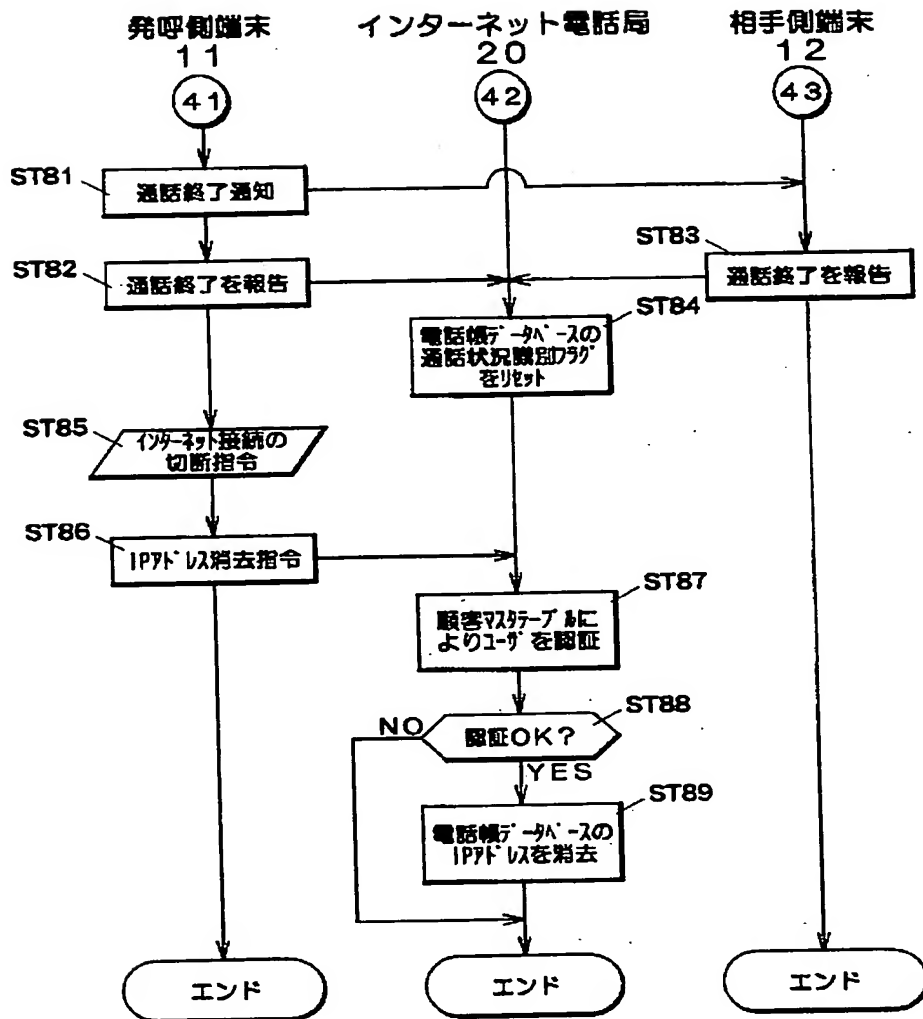 発呼側端末
11
インターネット電話局
20
相手側端末
12
41
42
43
ST81
通話終了通知
ST82
通話終了を報告
ST83
通話終了を報告
ST84
電話帳データベースの
通話状況識別フラグ
をリセット
ST85
インターネット接続の
切断指令
ST86
IPアドレス消去指令
ST87
顧客マスタテーブルに
よりユーザを認証
ST88
NO
認証OK?
YES
ST89
電話帳データベースの
IPアドレスを消去
エンド
エンド
エンド